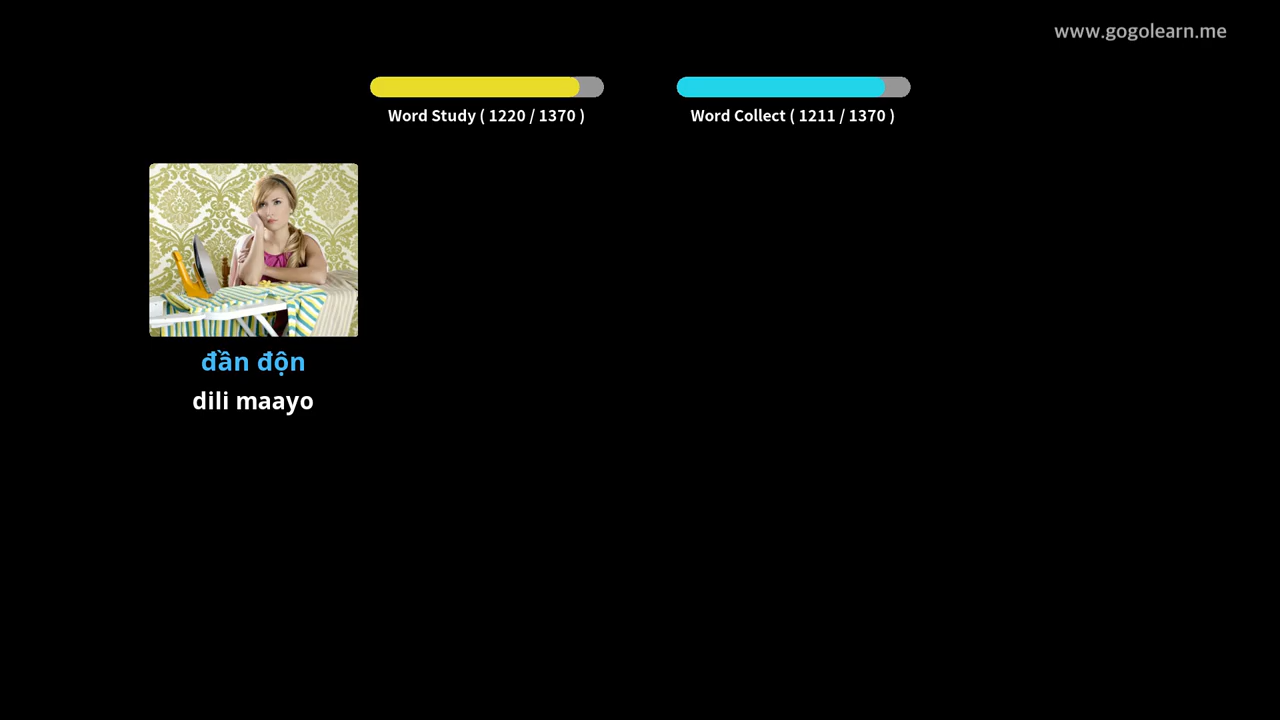 www.gogolearn.me
Word Study ( 1220 / 1370 )
Word Collect ( 1211 / 1370 )
đần độn
dili maayo